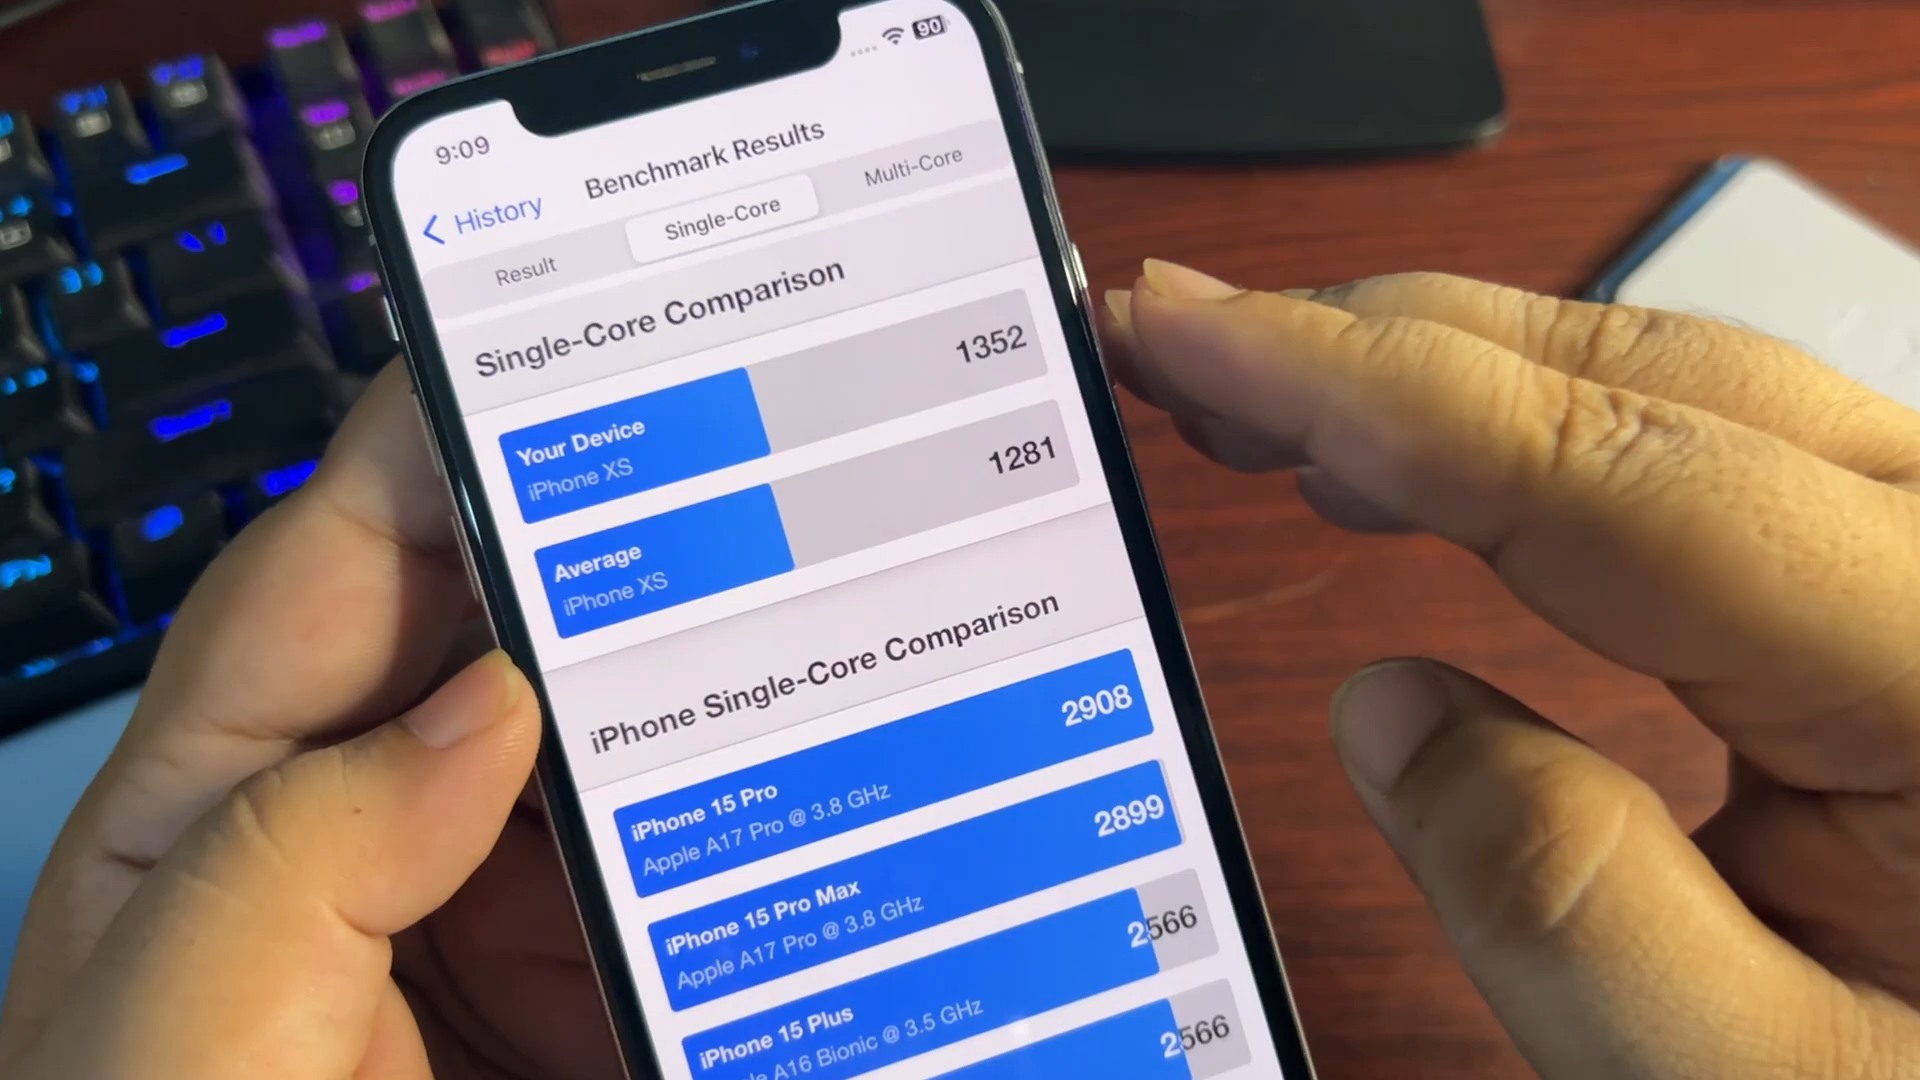 90
9:09
Benchmark Results
History
Result
Single-Core
Multi-Core
Single-Core Comparison
Your Device
iPhone XS
1352
Average
iPhone XS
1281
iPhone Single-Core Comparison
iPhone 15 Pro
Apple A17 Pro @ 3.8 GHz
2908
iPhone 15 Pro Max
Apple A17 Pro @ 3.8 GHz
2899
iPhone 15 Plus
A16 Bionic @ 3.5 GHz
2566
2566
FN